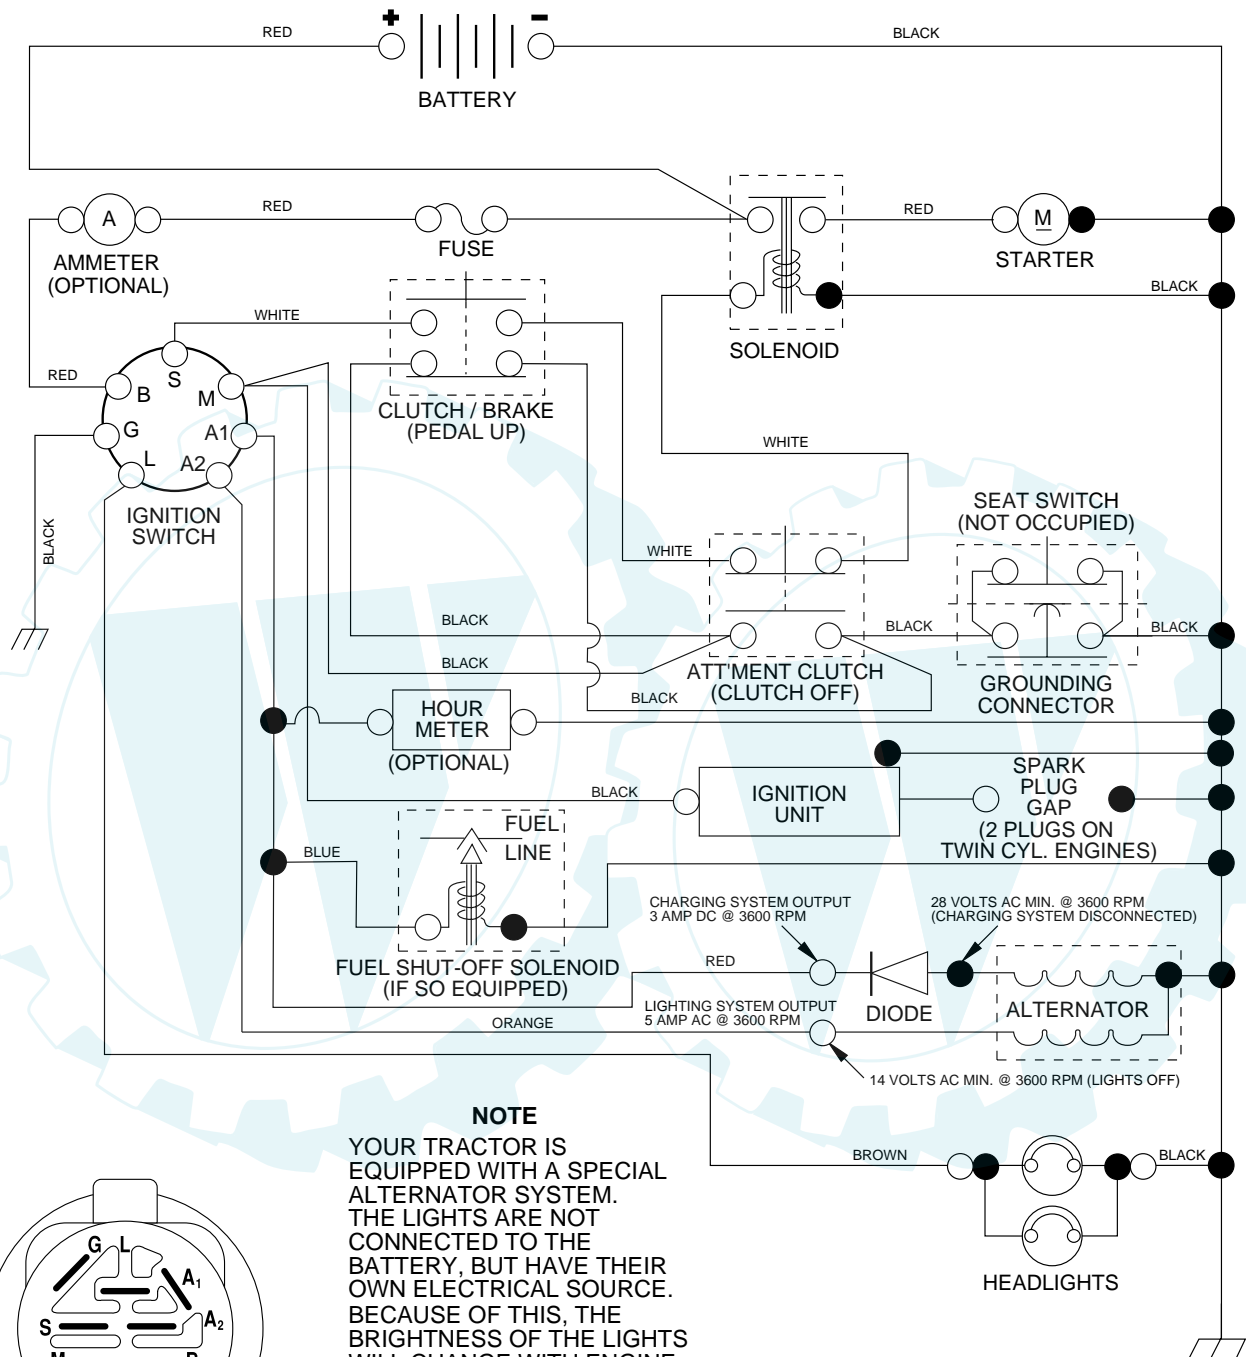 + -
RED
BLACK
BATTERY
A
RED
FUSE
RED
M
STARTER
AMMETER
(OPTIONAL)
BLACK
WHITE
SOLENOID
RED
S
B
M
G
A1
L
A2
CLUTCH / BRAKE
(PEDAL UP)
WHITE
IGNITION
SWITCH
BLACK
SEAT SWITCH
(NOT OCCUPIED)
WHITE
BLACK
BLACK
BLACK
BLACK
ATT'MENT CLUTCH
(CLUTCH OFF)
BLACK
GROUNDING
CONNECTOR
HOUR
METER
(OPTIONAL)
BLACK
IGNITION
UNIT
SPARK
PLUG
GAP
(2 PLUGS ON
TWIN CYL. ENGINES)
FUEL
LINE
BLUE
CHARGING SYSTEM OUTPUT
3 AMP DC @ 3600 RPM
28 VOLTS AC MIN. @ 3600 RPM
(CHARGING SYSTEM DISCONNECTED)
FUEL SHUT-OFF SOLENOID
(IF SO EQUIPPED)
RED
DIODE
ALTERNATOR
LIGHTING SYSTEM OUTPUT
5 AMP AC @ 3600 RPM
ORANGE
14 VOLTS AC MIN. @ 3600 RPM (LIGHTS OFF)
NOTE
YOUR TRACTOR IS
EQUIPPED WITH A SPECIAL
ALTERNATOR SYSTEM.
THE LIGHTS ARE NOT
CONNECTED TO THE
BATTERY, BUT HAVE THEIR
OWN ELECTRICAL SOURCE.
BECAUSE OF THIS, THE
BRIGHTNESS OF THE LIGHTS
WILL CHANGE WITH ENGINE
BROWN
BLACK
HEADLIGHTS
G L
A1
A2
S
M
B